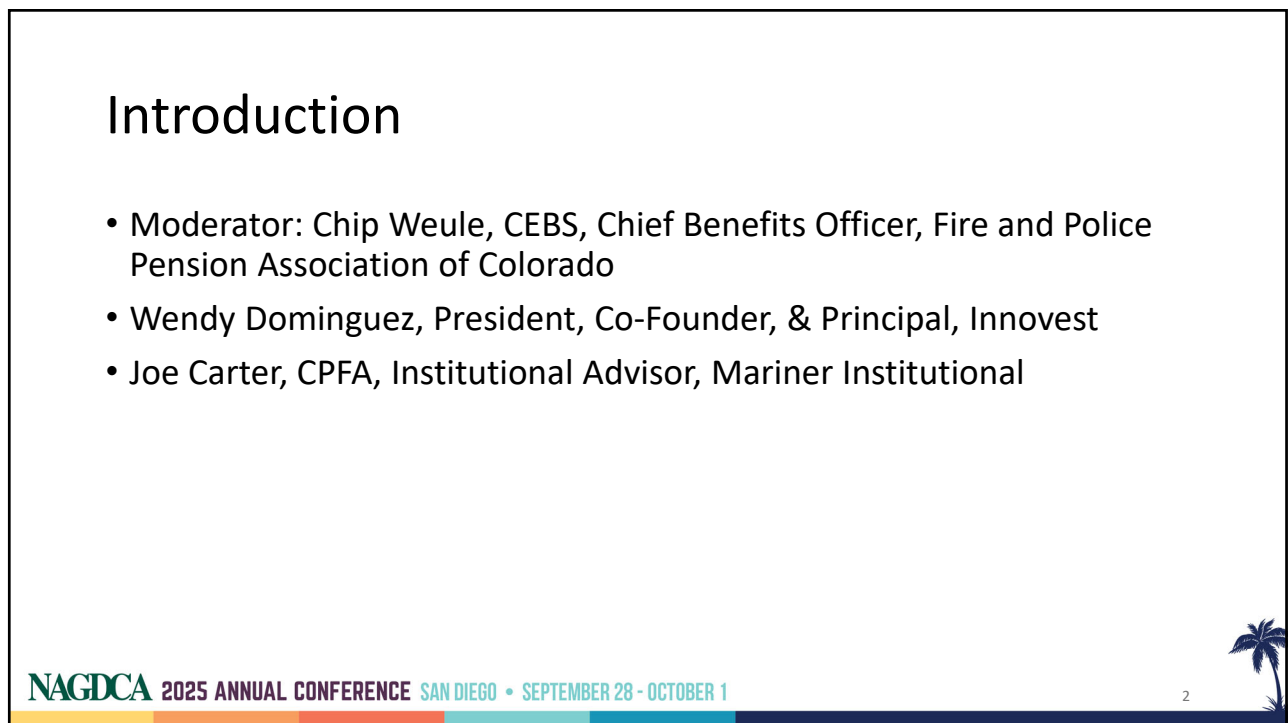 Introduction
• Moderator: Chip Weule, CEBS, Chief Benefits Officer, Fire and Police
Pension Association of Colorado
• Wendy Dominguez, President, Co-Founder, & Principal, Innovest
• Joe Carter, CPFA, Institutional Advisor, Mariner Institutional
NAGDCA 2025 ANNUAL CONFERENCE SAN DIEGO • SEPTEMBER 28 - OCTOBER 1
2